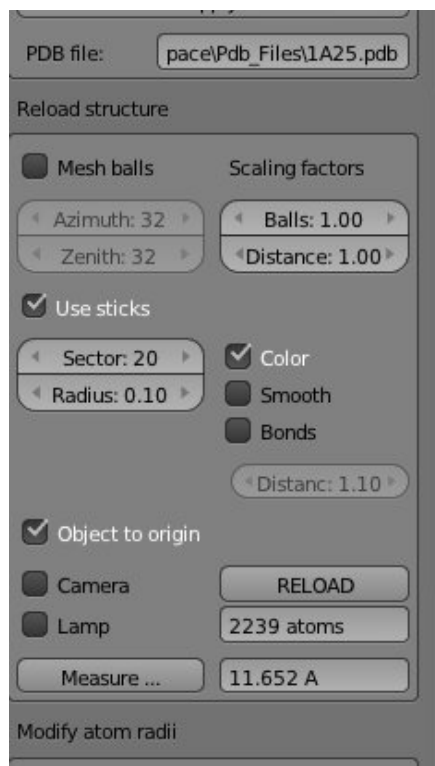 PDB file: pace\Pdb_Files\1A25.pdb
Reload structure
Mesh balls Scaling factors
Azimuth: 32 Balls: 1.00
Zenith: 32 Distance: 1.00
Use sticks
Sector: 20 Color
Radius: 0.10 Smooth
Bonds
Distanc: 1.10
Object to origin
Camera RELOAD
Lamp 2239 atoms
Measure ... 11.652 A
Modify atom radii